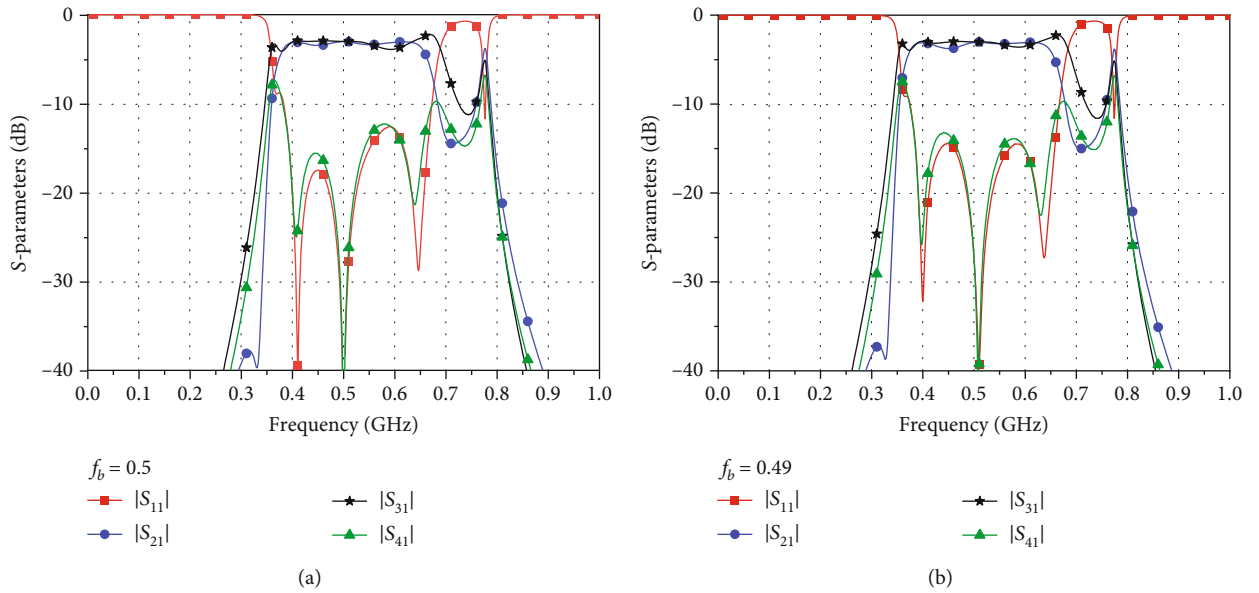 0
–10
–20
–30
–40
S-parameters (dB)
0.0 0.1 0.2 0.3 0.4 0.5 0.6 0.7 0.8 0.9 1.0
Frequency (GHz)
f_b = 0.5
|S11| |S31|
|S21| |S41|
(a)
0
–10
–20
–30
–40
S-parameters (dB)
0.0 0.1 0.2 0.3 0.4 0.5 0.6 0.7 0.8 0.9 1.0
Frequency (GHz)
f_b = 0.49
|S11| |S31|
|S21| |S41|
(b)